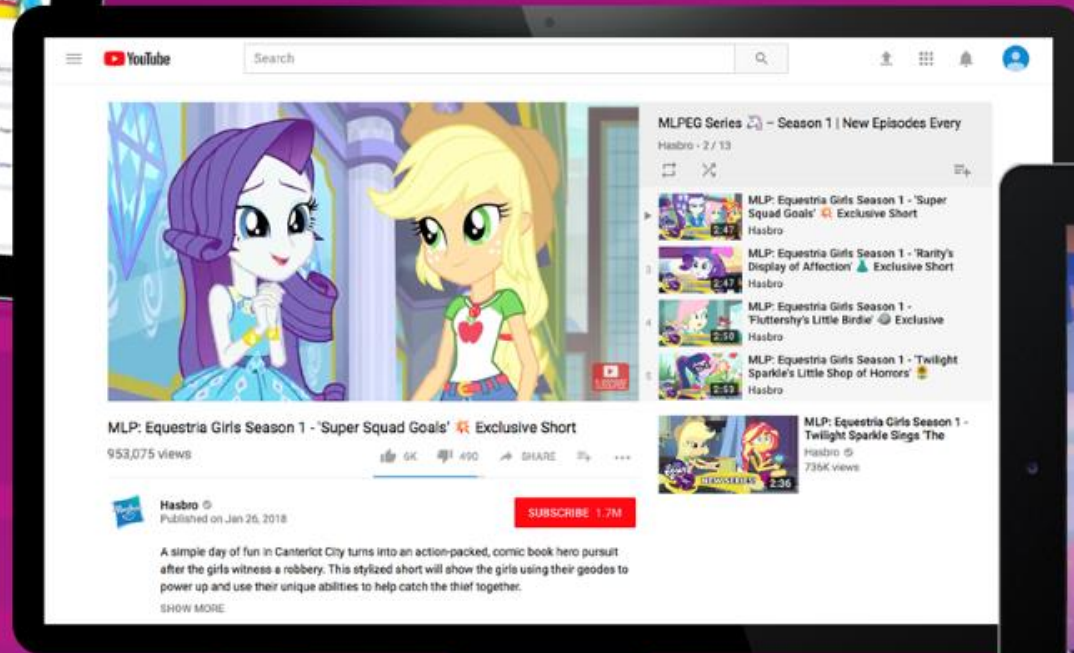 YouTube
Search
SUBSCRIBE
MLP: Equestria Girls Season 1 - 'Super Squad Goals' 💥 Exclusive Short
953,075 views
6K
490
SHARE
Hasbro
Hasbro
Published on Jan 26, 2018
SUBSCRIBE 1.7M
A simple day of fun in Canterlot City turns into an action-packed, comic book hero pursuit
after the girls witness a robbery. This stylized short will show the girls using their geodes to
power up and use their unique abilities to help catch the thief together.
SHOW MORE
MLPEG Series 🦄 – Season 1 | New Episodes Every
Hasbro - 2 / 13
2:47
MLP: Equestria Girls Season 1 - 'Super
Squad Goals' 💥 Exclusive Short
Hasbro
3
2:47
MLP: Equestria Girls Season 1 - 'Rarity's
Display of Affection' 👗 Exclusive Short
Hasbro
4
2:50
MLP: Equestria Girls Season 1 -
'Fluttershy's Little Birdie' Exclusive
Hasbro
5
2:53
MLP: Equestria Girls Season 1 - 'Twilight
Sparkle's Little Shop of Horrors' 🌻
Hasbro
NEW SERIES!
2:36
MLP: Equestria Girls Season 1 -
Twilight Sparkle Sings 'The
Hasbro
736K views